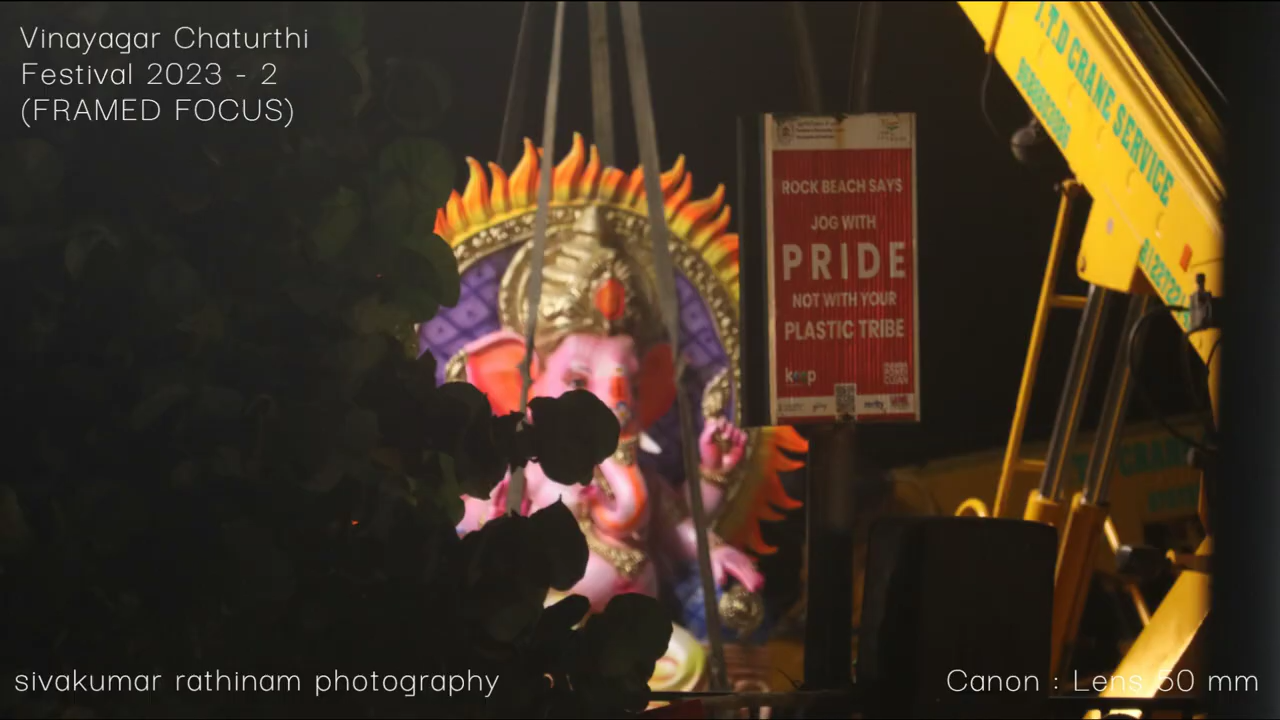 Vinayagar Chaturthi
Festival 2023 - 2
(FRAMED FOCUS)
J.T.D CRANE SERVICE
ROCK BEACH SAYS
JOG WITH
PRIDE
NOT WITH YOUR
PLASTIC TRIBE
CRANE
sivakumar rathinam photography
Canon : Lens 50 mm